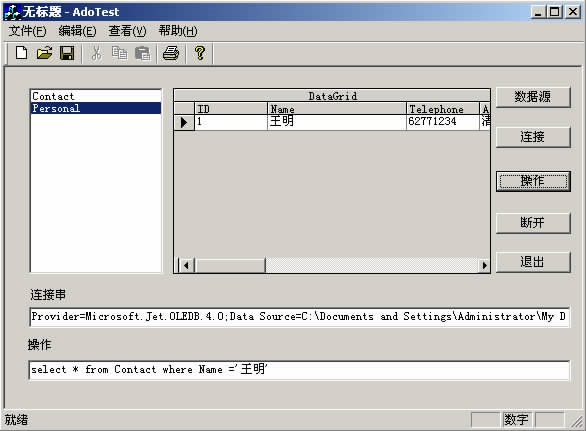 无标题 - AdoTest
文件(F) 编辑(E) 查看(V) 帮助(H)
Contact
Personal
DataGrid
ID Name Telephone A
1 王明 62771234 清
数据源
连接
操作
断开
退出
连接串
Provider=Microsoft.Jet.OLEDB.4.0;Data Source=C:\Documents and Settings\Administrator\My D
操作
select * from Contact where Name ='王明'
就绪 数字